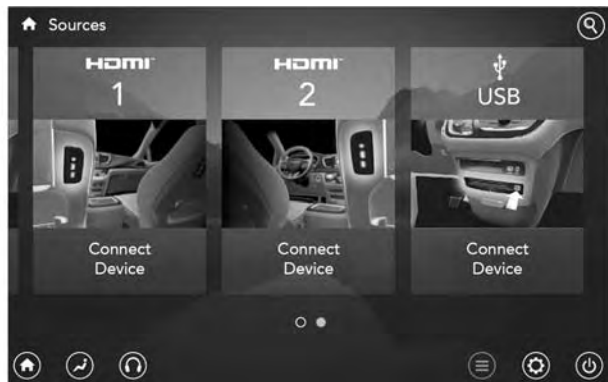 Sources
HDMI
1
Connect
Device
HDMI
2
Connect
Device
USB
Connect
Device